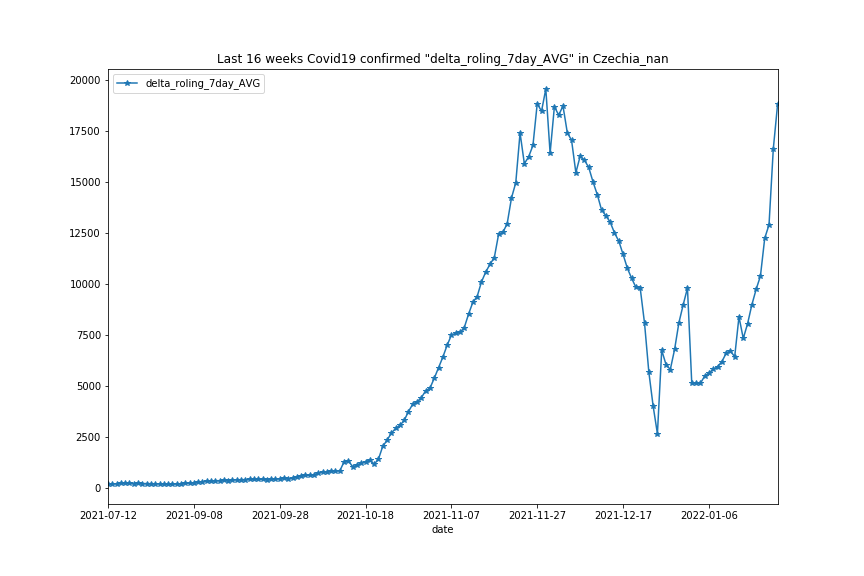 Last 16 weeks Covid19 confirmed "delta_roling_7day_AVG" in Czechia_nan
delta_roling_7day_AVG
20000
17500
15000
12500
10000
7500
5000
2500
0
2021-07-12 2021-09-08 2021-09-28 2021-10-18 2021-11-07 2021-11-27 2021-12-17 2022-01-06
date